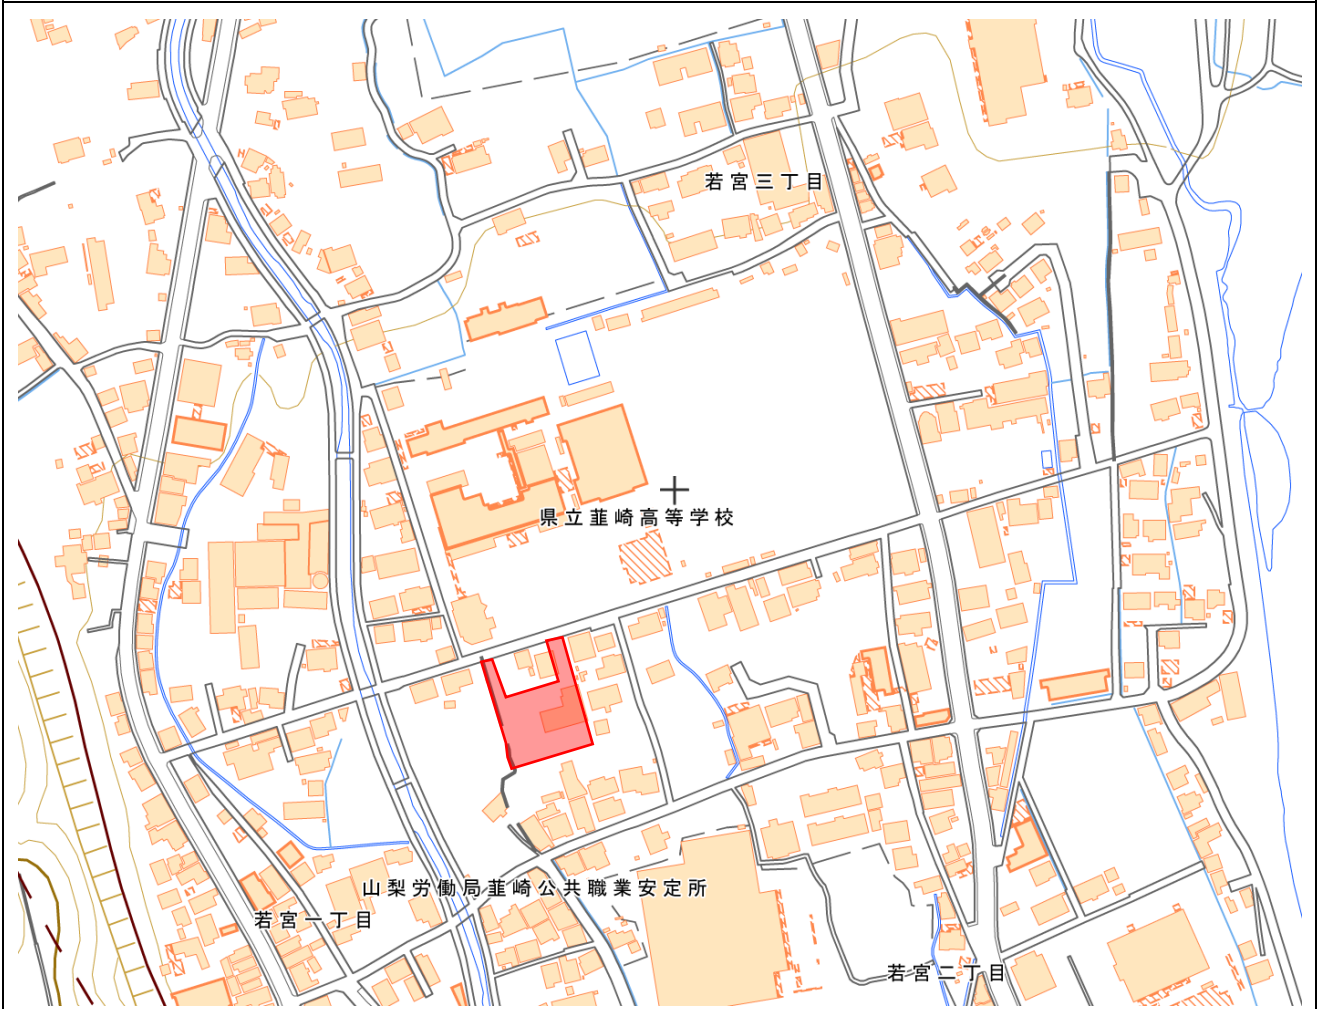 若宮三丁目
県立韮崎高等学校
山梨労働局韮崎公共職業安定所
若宮一丁目
若宮二丁目